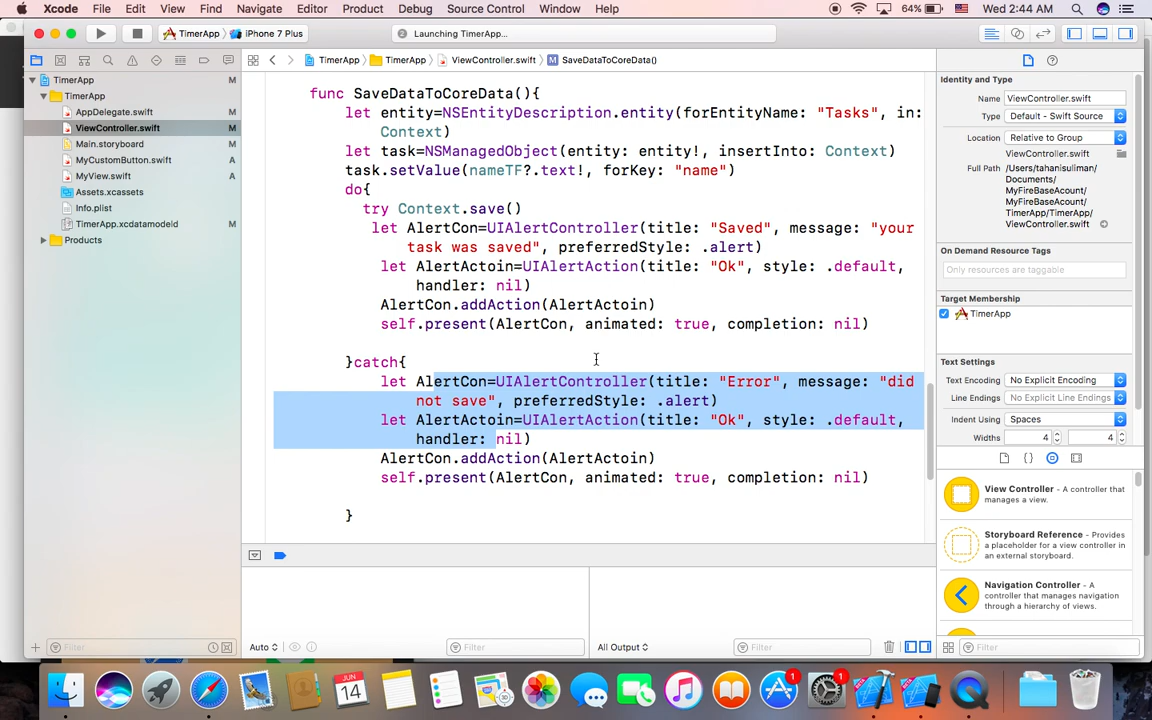 Xcode File Edit View Find Navigate Editor Product Debug Source Control Window Help 64% Wed 2:44 AM
TimerApp iPhone 7 Plus 2 Launching TimerApp...
TimerApp TimerApp ViewController.swift M SaveDataToCoreData()
TimerApp M
TimerApp
AppDelegate.swift M
ViewController.swift M
Main.storyboard M
MyCustomButton.swift A
MyView.swift A
Assets.xcassets
Info.plist
TimerApp.xcdatamodeld M
Products
func SaveDataToCoreData(){
let entity=NSEntityDescription.entity(forEntityName: "Tasks", in:
Context)
let task=NSManagedObject(entity: entity!, insertInto: Context)
task.setValue(nameTF?.text!, forKey: "name")
do{
try Context.save()
let AlertCon=UIAlertController(title: "Saved", message: "your
task was saved", preferredStyle: .alert)
let AlertActoin=UIAlertAction(title: "Ok", style: .default,
handler: nil)
AlertCon.addAction(AlertActoin)
self.present(AlertCon, animated: true, completion: nil)
}catch{
let AlertCon=UIAlertController(title: "Error", message: "did
not save", preferredStyle: .alert)
let AlertActoin=UIAlertAction(title: "Ok", style: .default,
handler: nil)
AlertCon.addAction(AlertActoin)
self.present(AlertCon, animated: true, completion: nil)
}
Identity and Type
Name ViewController.swift
Type Default - Swift Source
Location Relative to Group
ViewController.swift
Full Path /Users/tahanisuliman/
Documents/
MyFireBaseAcount/
MyFireBaseAcount/
TimerApp/TimerApp/
ViewController.swift
On Demand Resource Tags
Only resources are taggable
Target Membership
TimerApp
Text Settings
Text Encoding No Explicit Encoding
Line Endings No Explicit Line Endings
Indent Using Spaces
Widths 4 4
View Controller - A controller that
manages a view.
Storyboard Reference - Provides
a placeholder for a view controller in
an external storyboard.
Navigation Controller - A
controller that manages navigation
through a hierarchy of views.
Filter
Auto Filter All Output Filter Filter
JUN
14
1
1